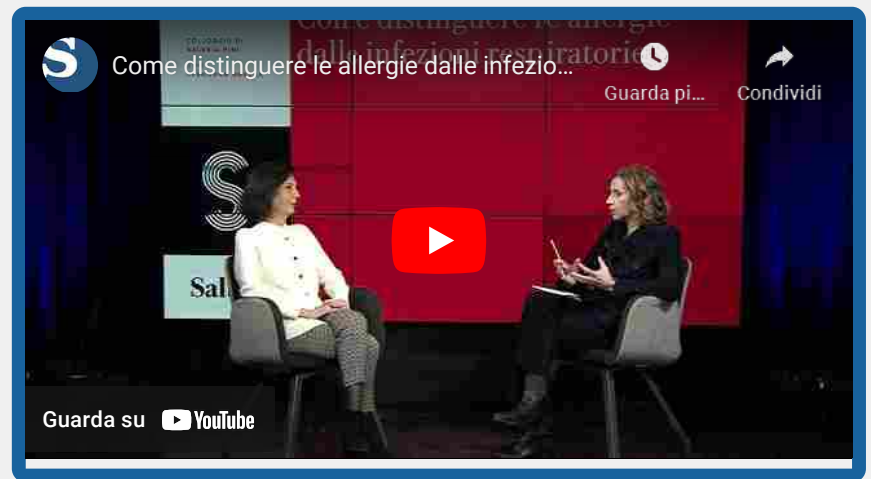 Come distinguere le allergie
dalle infezioni respiratorie
Come distinguere le allergie dalle infezio…
Guarda pi…
Condividi
S
S
Sal
Guarda su YouTube